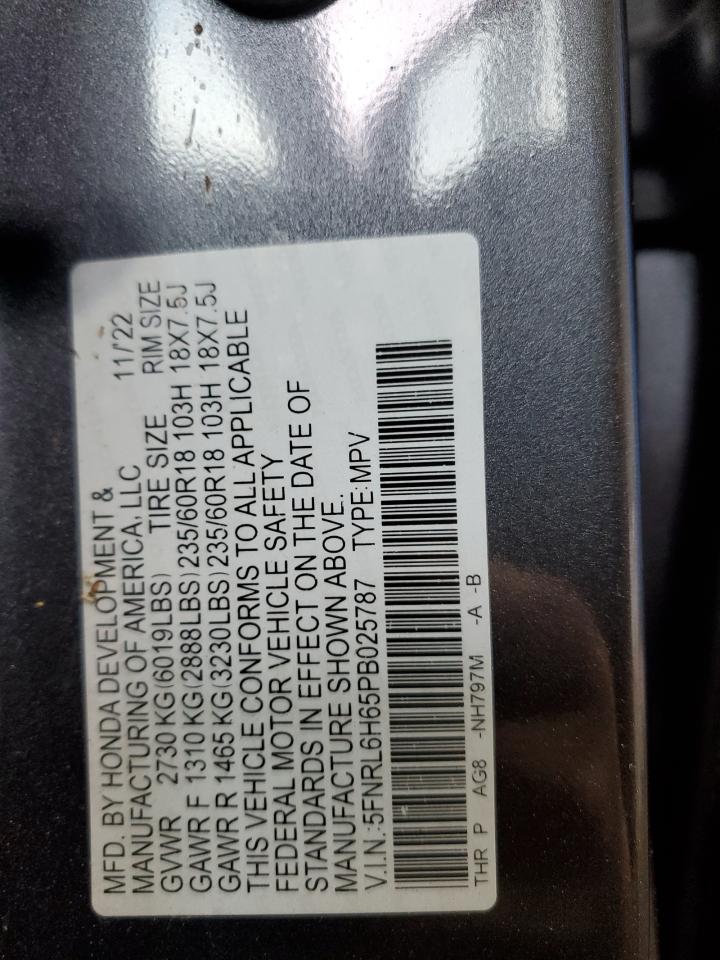 MFD. BY HONDA DEVELOPMENT &
MANUFACTURING OF AMERICA, LLC 11/'22
GVWR 2730 KG(6019LBS) TIRE SIZE RIM SIZE
GAWR F 1310 KG(2888LBS)235/60R18 103H 18X7.5J
GAWR R 1465 KG(3230LBS)235/60R18 103H 18X7.5J
THIS VEHICLE CONFORMS TO ALL APPLICABLE
FEDERAL MOTOR VEHICLE SAFETY
STANDARDS IN EFFECT ON THE DATE OF
MANUFACTURE SHOWN ABOVE.
V.I.N.:5FNRL6H65PB025787 TYPE:MPV
THR P AG8 -NH797M -A -B